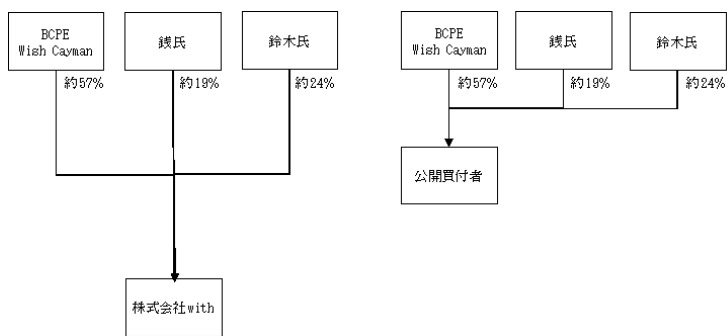 BCPE
Wish Cayman
銭氏
鈴木氏
約57%
約19%
約24%
株式会社with
BCPE
Wish Cayman
銭氏
鈴木氏
約57%
約19%
約24%
公開買付者